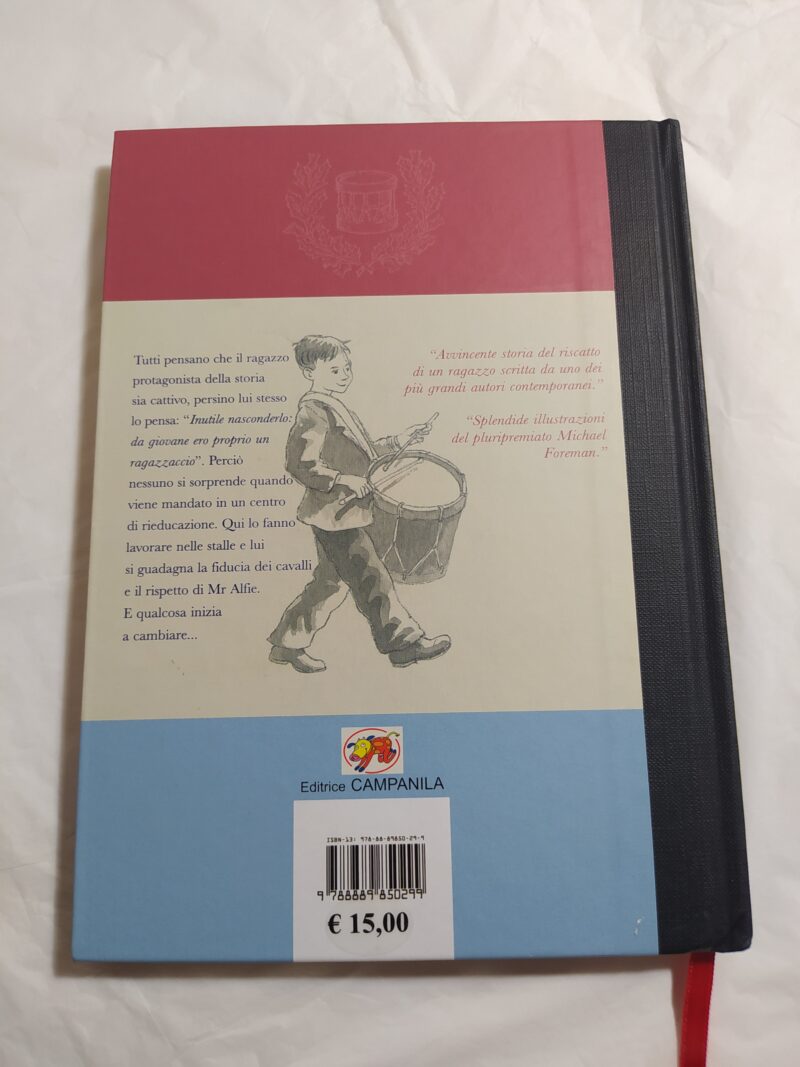 Tutti pensano che il ragazzo
protagonista della storia
sia cattivo, persino lui stesso
lo pensa: “Inutile nasconderlo:
da giovane ero proprio un
ragazzaccio”. Perciò
nessuno si sorprende quando
viene mandato in un centro
di rieducazione. Qui lo fanno
lavorare nelle stalle e lui
si guadagna la fiducia dei cavalli
e il rispetto di Mr Alfie.
E qualcosa inizia
a cambiare...
“Avvincente storia del riscatto
di un ragazzo scritta da uno dei
più grandi autori contemporanei.”
“Splendide illustrazioni
del pluripremiato Michael
Foreman.”
Editrice CAMPANILA
ISBN-13: 978-88-89850-29-9
9 788889 850299
€ 15,00